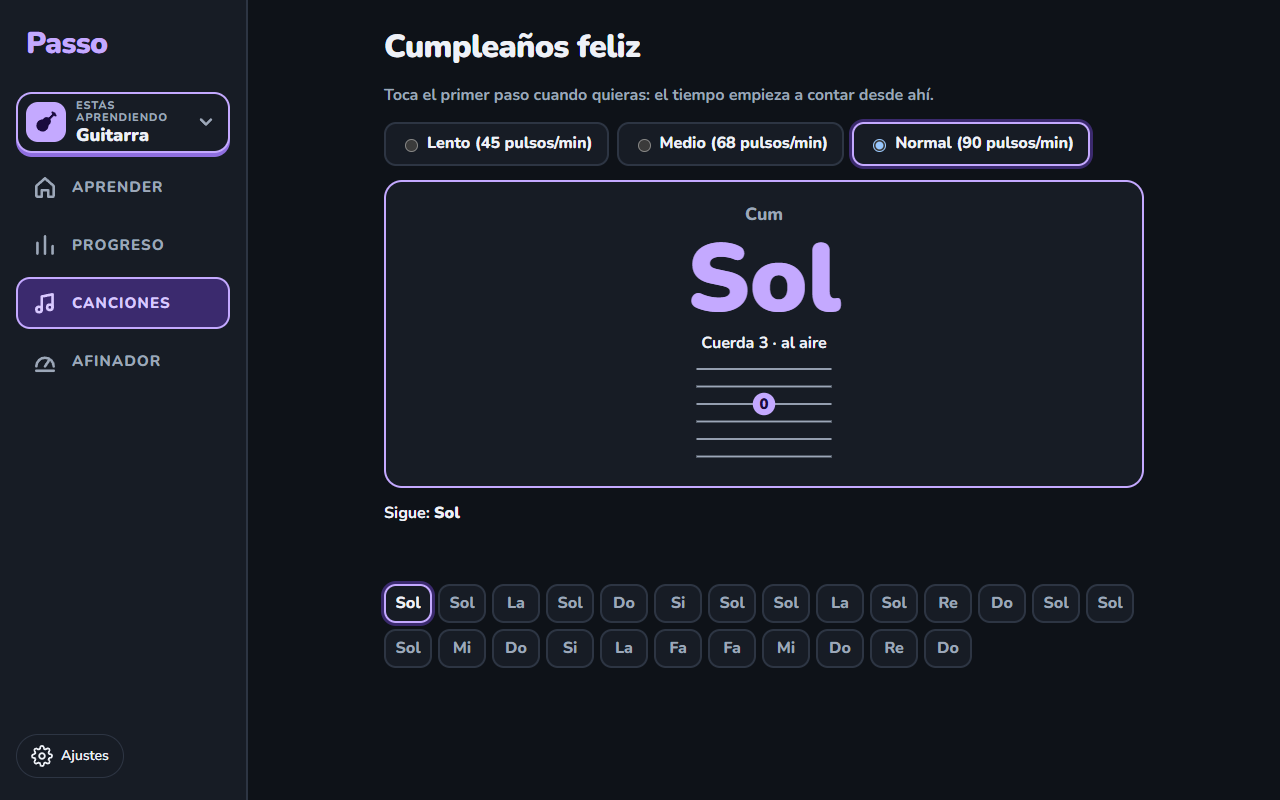 Passo
ESTÁS
APRENDIENDO
Guitarra
APRENDER
PROGRESO
CANCIONES
AFINADOR
Ajustes
Cumpleaños feliz
Toca el primer paso cuando quieras: el tiempo empieza a contar desde ahí.
Lento (45 pulsos/min) Medio (68 pulsos/min) Normal (90 pulsos/min)
Cum
Sol
Cuerda 3 · al aire
0
Sigue: Sol
Sol Sol La Sol Do Si Sol Sol La Sol Re Do Sol Sol
Sol Mi Do Si La Fa Fa Mi Do Re Do